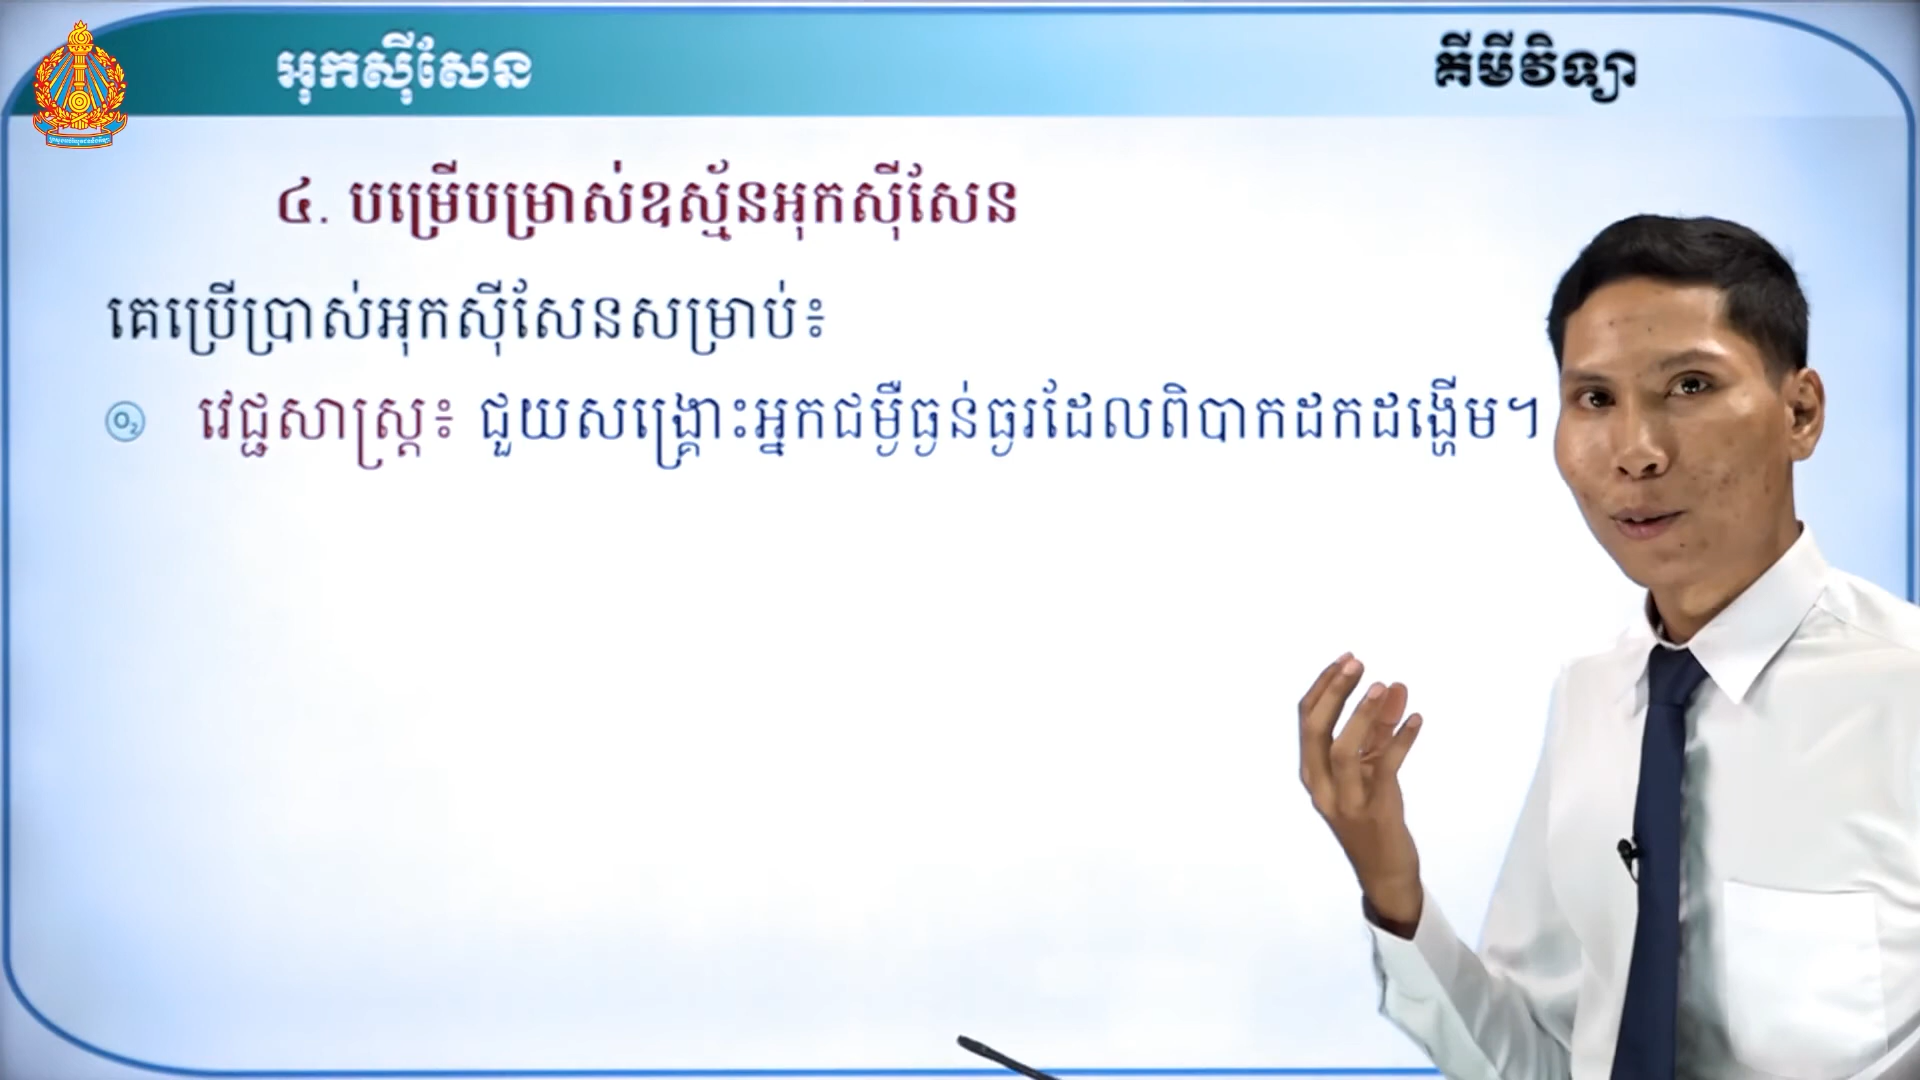 អុកស៊ីសែន
គីមីវិទ្យា
៤. បម្រើបម្រាស់ឧស្ម័នអុកស៊ីសែន
គេប្រើប្រាស់អុកស៊ីសែនសម្រាប់៖
O₂ វេជ្ជសាស្ត្រ៖ ជួយសង្គ្រោះអ្នកជម្ងឺធ្ងន់ធ្ងរដែលពិបាកដកដង្ហើម។